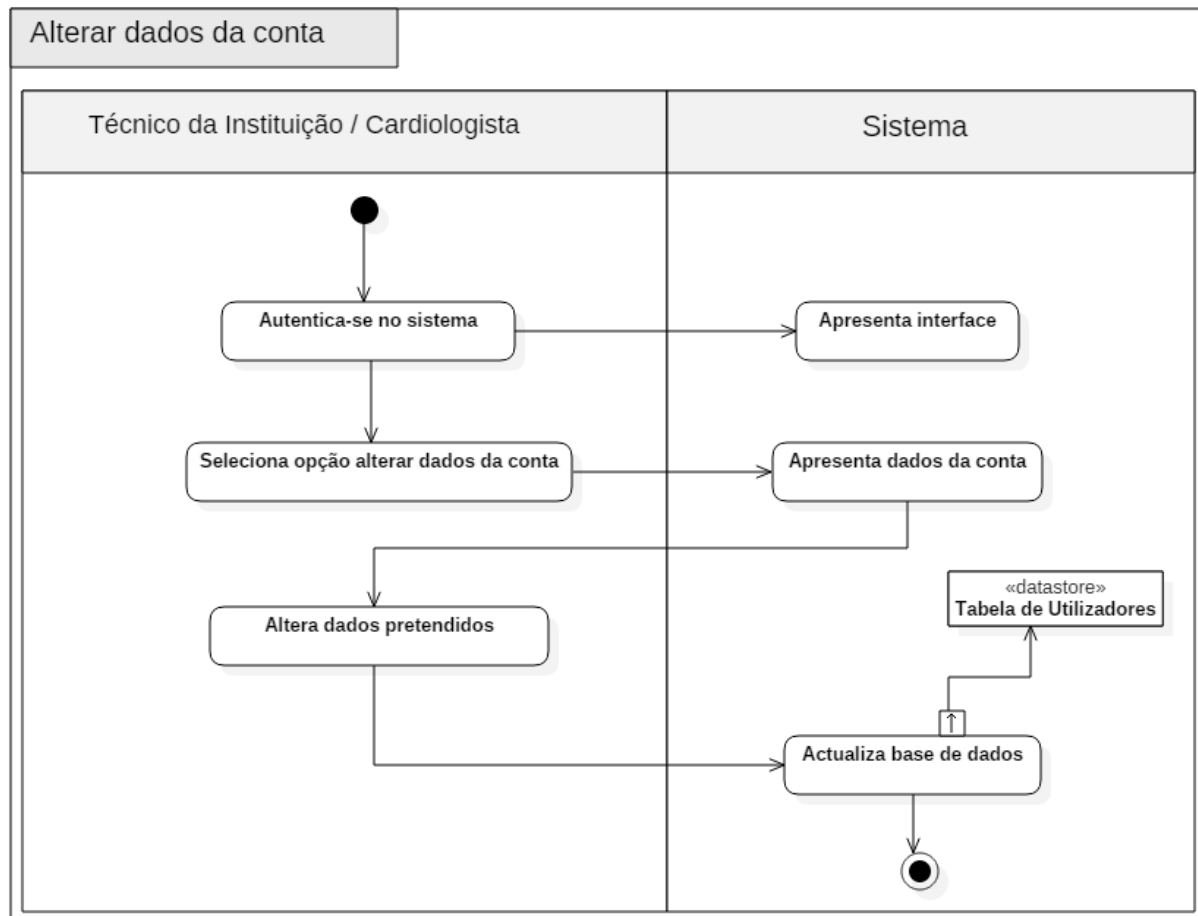 Alterar dados da conta
Técnico da Instituição / Cardiologista
Sistema
Autentica-se no sistema
Apresenta interface
Seleciona opção alterar dados da conta
Apresenta dados da conta
«datastore»
Tabela de Utilizadores
Altera dados pretendidos
Actualiza base de dados